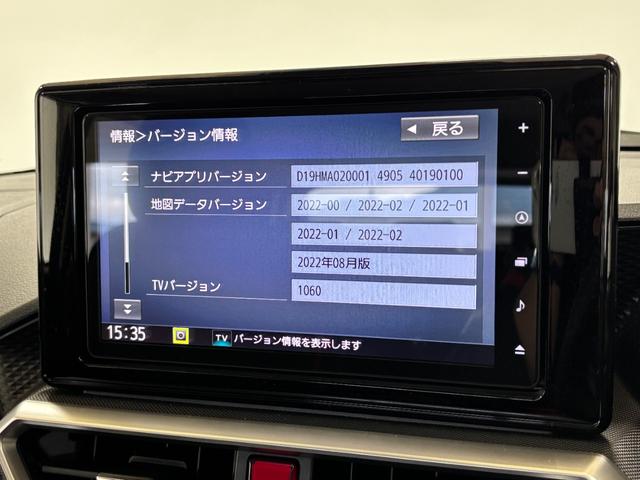 情報>バージョン情報
◀ 戻る
ナビアプリバージョン D19HMA020001 4905 40190100
地図データバージョン 2022-00 / 2022-02 / 2022-01
2022-01 / 2022-02
2022年08月版
TVバージョン 1060
15:35 TV バージョン情報を表示します